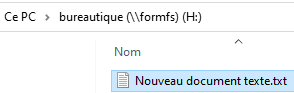 Ce PC > bureautique (\\formfs) (H:)
Nom
Nouveau document texte.txt